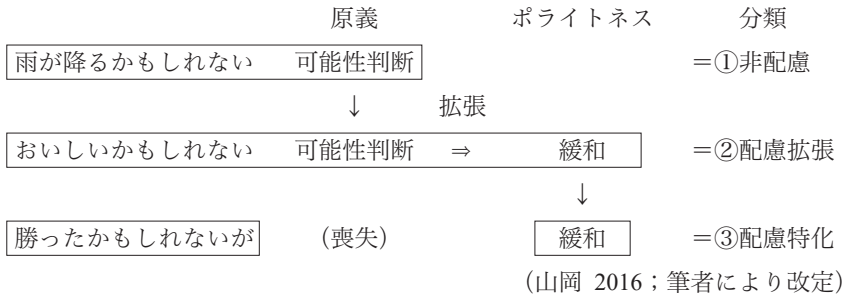 原義 ポライトネス 分類
雨が降るかもしれない 可能性判断 =①非配慮
↓ 拡張
おいしいかもしれない 可能性判断 ⇒ 緩和 =②配慮拡張
↓
勝ったかもしれないが (喪失) 緩和 =③配慮特化
(山岡 2016;筆者により改定)